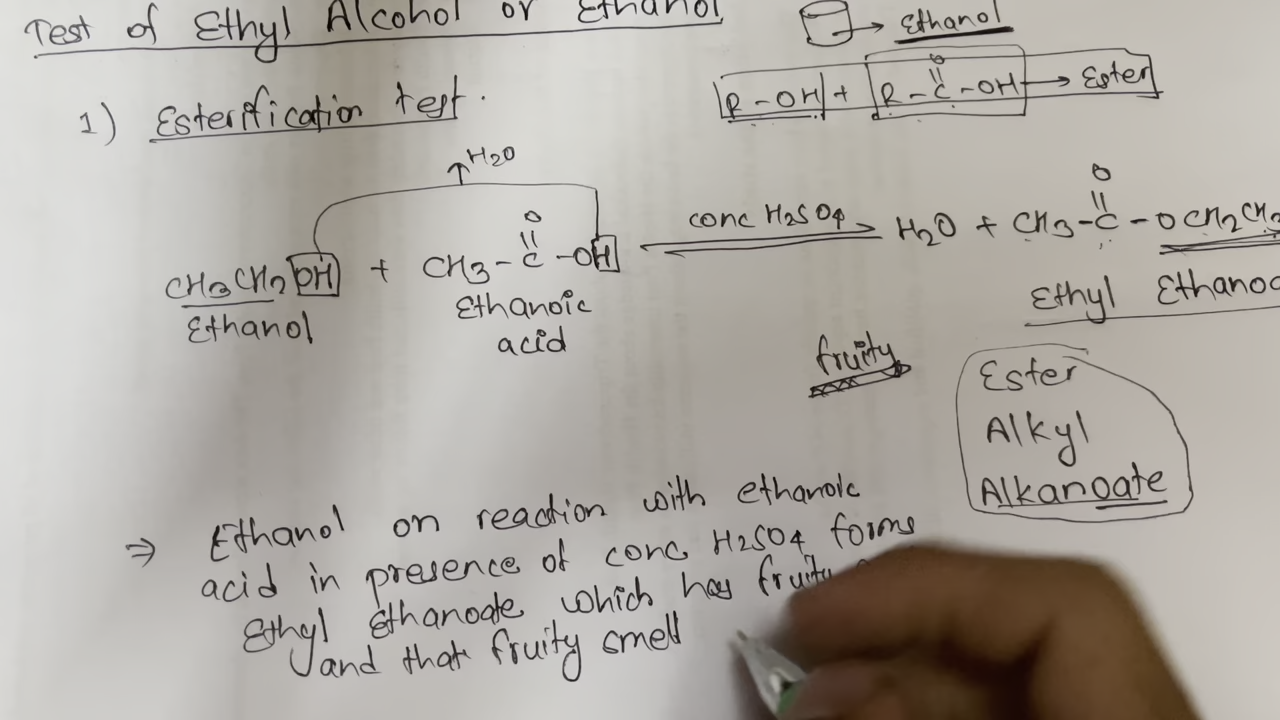 Test of Ethyl Alcohol or Ethanol
→ Ethanol
R-OH + R-C-OH → Ester
O
||
1) Esterification test.
↑ H2O
CH3CH2OH + CH3-C-OH
O
||
conc H2SO4
H2O + CH3-C-OCH2CH3
O
||
Ethanol
Ethanoic
acid
Ethyl
fruity
Ester
Alkyl
Alkanoate
⇒ Ethanol on reaction with ethanoic
acid in presence of conc H2SO4 forms
Ethyl Ethanoate which has fruity
and that fruity smell